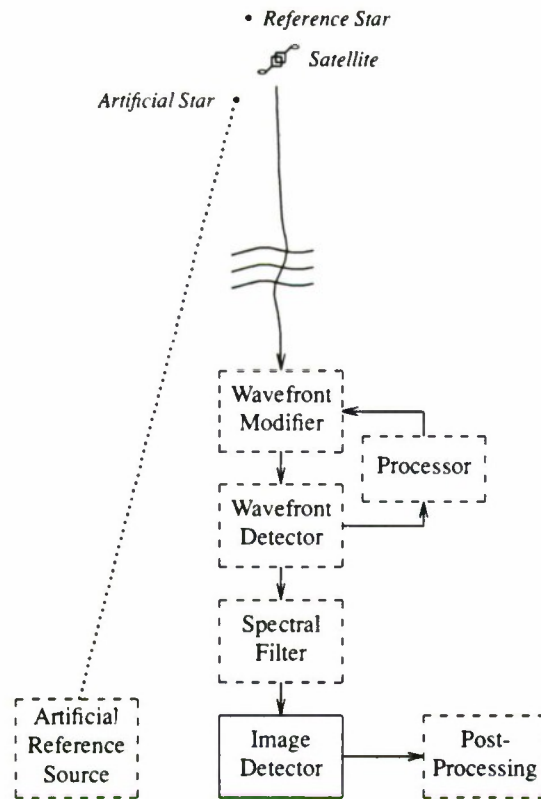 Reference Star
Satellite
Artificial Star
Wavefront
Modifier
Processor
Wavefront
Detector
Spectral
Filter
Artificial
Reference
Source
Image
Detector
Post-
Processing